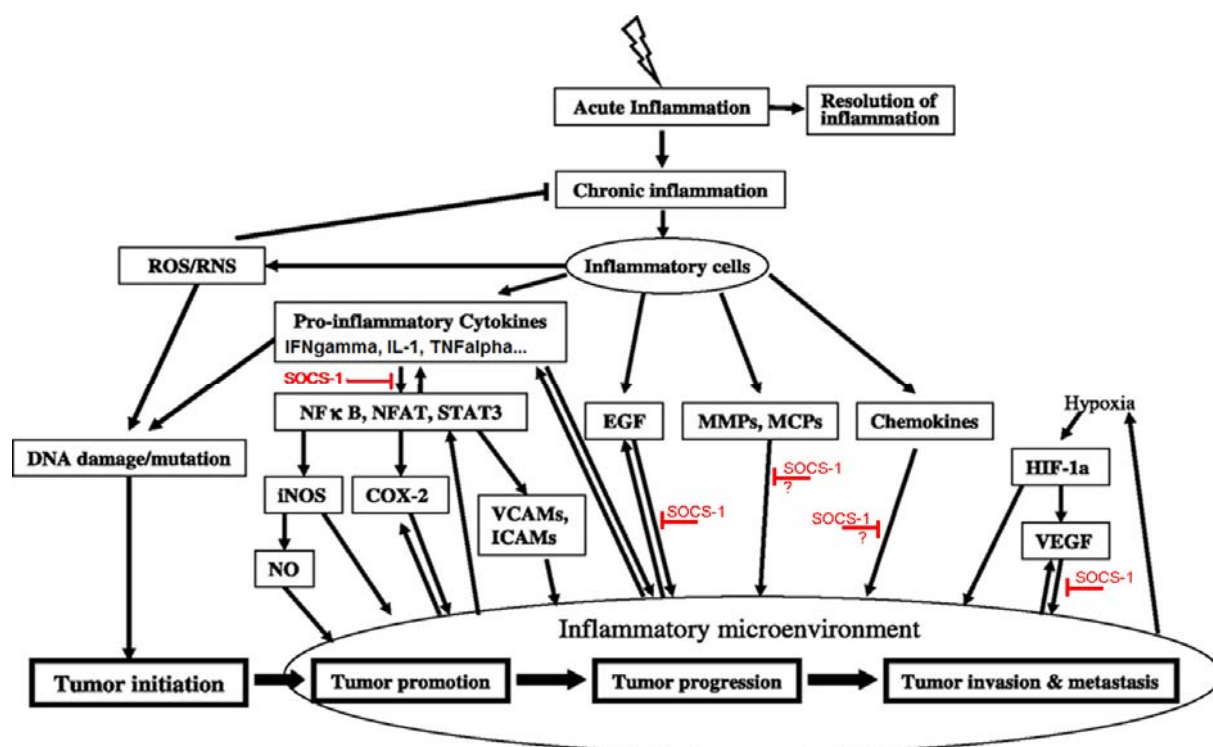 Acute Inflammation
Resolution of
inflammation
Chronic inflammation
ROS/RNS
Inflammatory cells
Pro-inflammatory Cytokines
IFNgamma, IL-1, TNFalpha...
SOCS-1
NFκB, NFAT, STAT3
EGF
MMPs, MCPs
Chemokines
Hypoxia
DNA damage/mutation
HIF-1a
iNOS
COX-2
VCAMs,
ICAMs
SOCS-1
SOCS-1
?
SOCS-1
?
VEGF
NO
SOCS-1
Inflammatory microenvironment
Tumor initiation
Tumor promotion
Tumor progression
Tumor invasion & metastasis